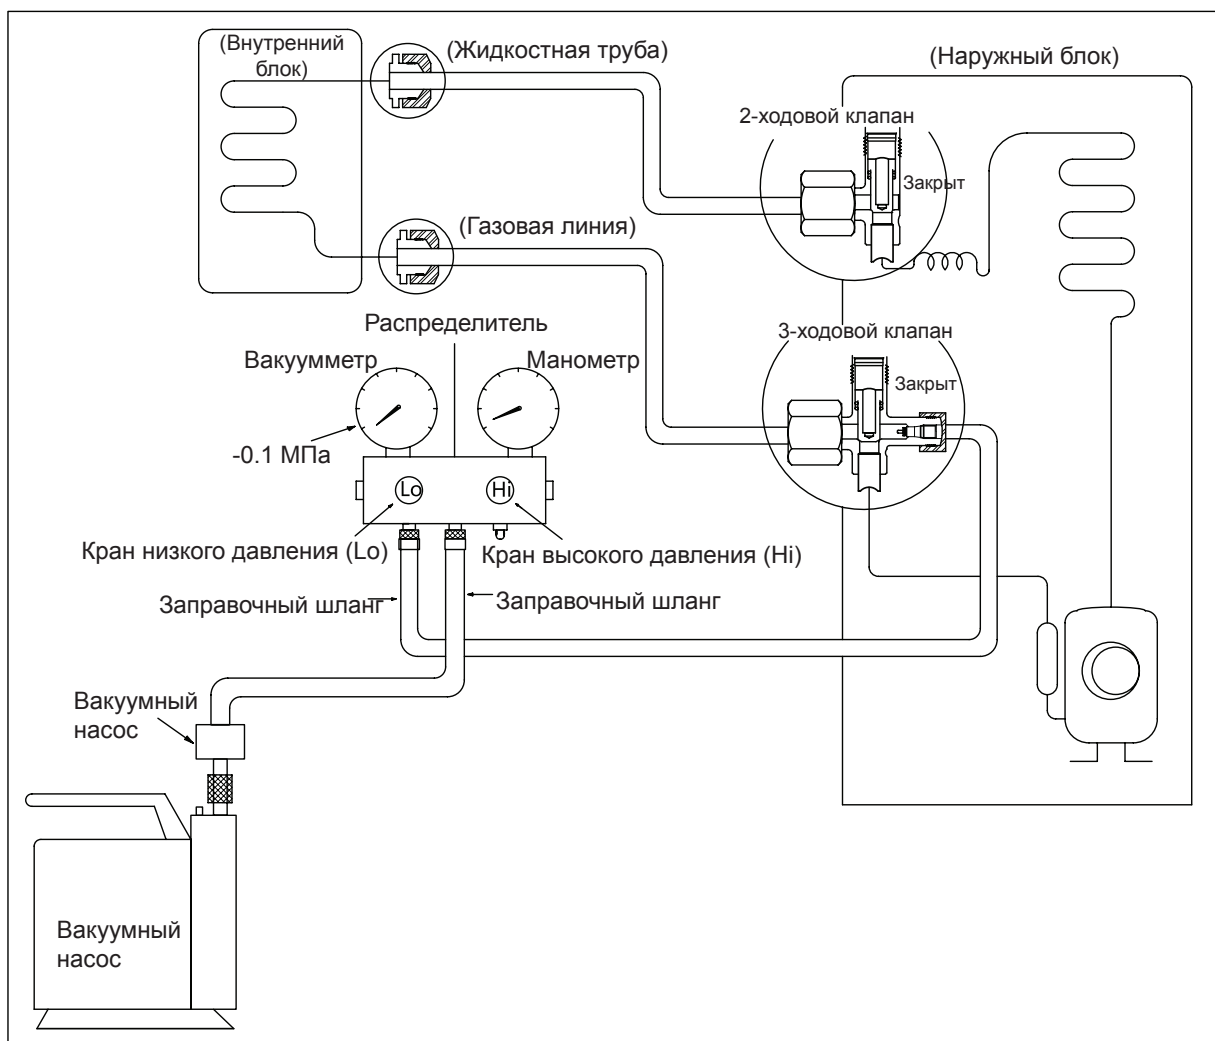 (Внутренний
блок)
(Жидкостная труба)
(Наружный блок)
2-ходовой клапан
Закрыт
(Газовая линия)
Распределитель
3-ходовой клапан
Вакуумметр
Манометр
Закрыт
-0.1 МПа
Lo
Hi
Кран низкого давления (Lo)
Кран высокого давления (Hi)
Заправочный шланг
Заправочный шланг
Вакуумный
насос
Вакуумный
насос